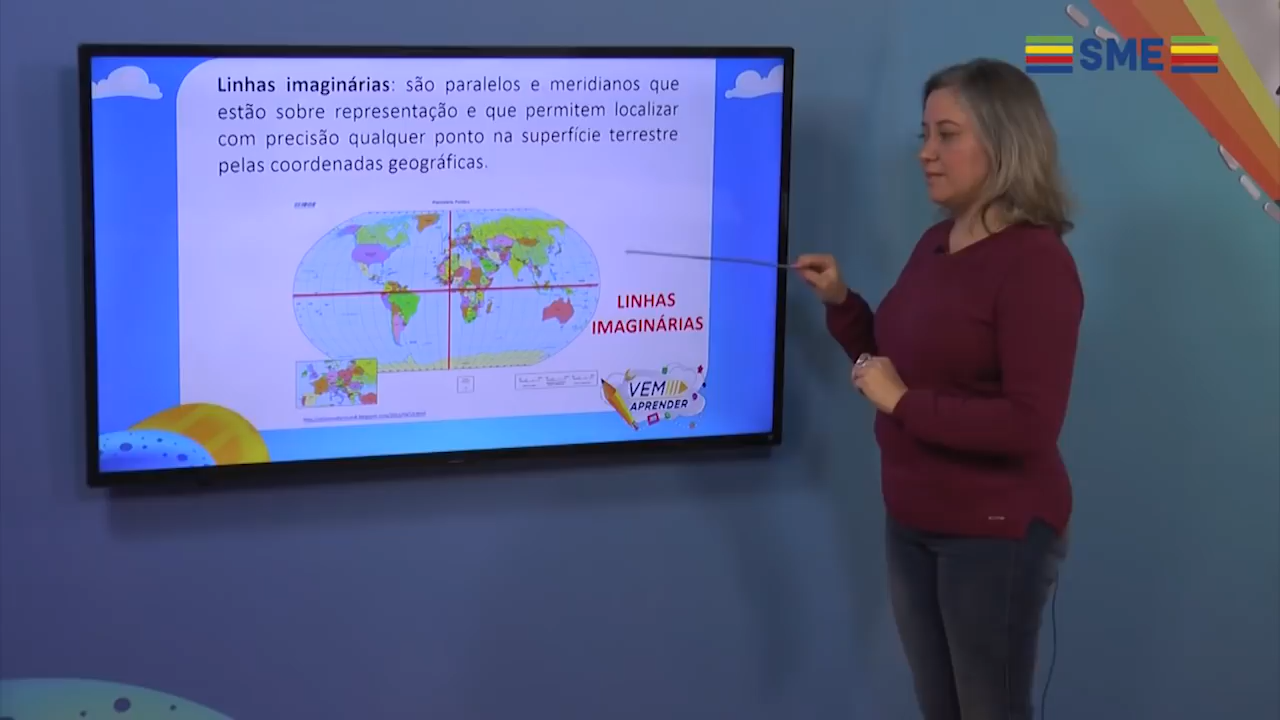 SME
Linhas imaginárias: são paralelos e meridianos que
estão sobre representação e que permitem localizar
com precisão qualquer ponto na superfície terrestre
pelas coordenadas geográficas.
LINHAS
IMAGINÁRIAS
VEM
APRENDER